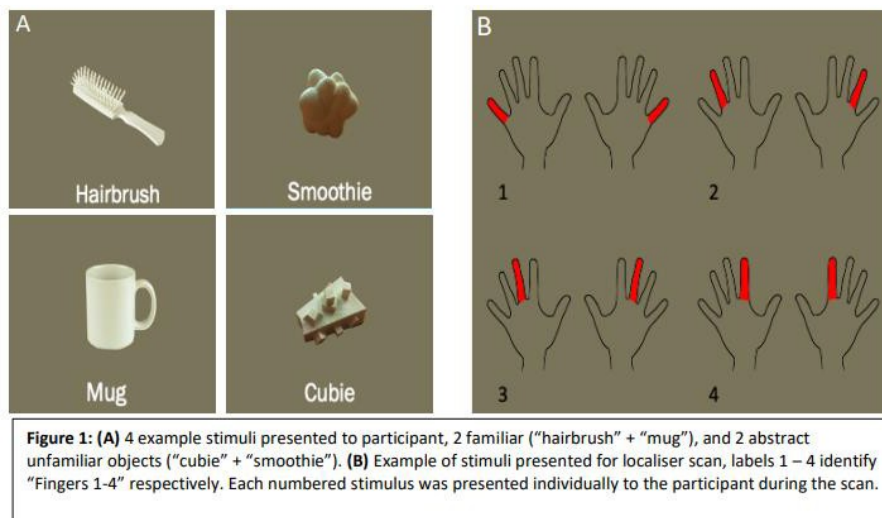 A
B
Hairbrush
Smoothie
Mug
Cubie
1
2
3
4
Figure 1: (A) 4 example stimuli presented to participant, 2 familiar (“hairbrush” + “mug”), and 2 abstract
unfamiliar objects (“cubie” + “smoothie”). (B) Example of stimuli presented for localiser scan, labels 1 – 4 identify
“Fingers 1-4” respectively. Each numbered stimulus was presented individually to the participant during the scan.